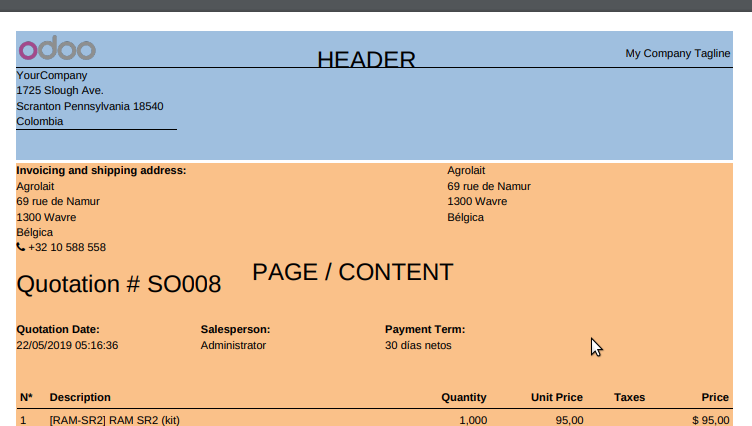 odoo
HEADER
My Company Tagline
YourCompany
1725 Slough Ave.
Scranton Pennsylvania 18540
Colombia
Invoicing and shipping address:
Agrolait
69 rue de Namur
1300 Wavre
Bélgica
+32 10 588 558
Agrolait
69 rue de Namur
1300 Wavre
Bélgica
PAGE / CONTENT
Quotation # SO008
Quotation Date: Salesperson: Payment Term:
22/05/2019 05:16:36 Administrator 30 días netos
N* Description Quantity Unit Price Taxes Price
1 [RAM-SR2] RAM SR2 (kit) 1,000 95,00 $ 95,00